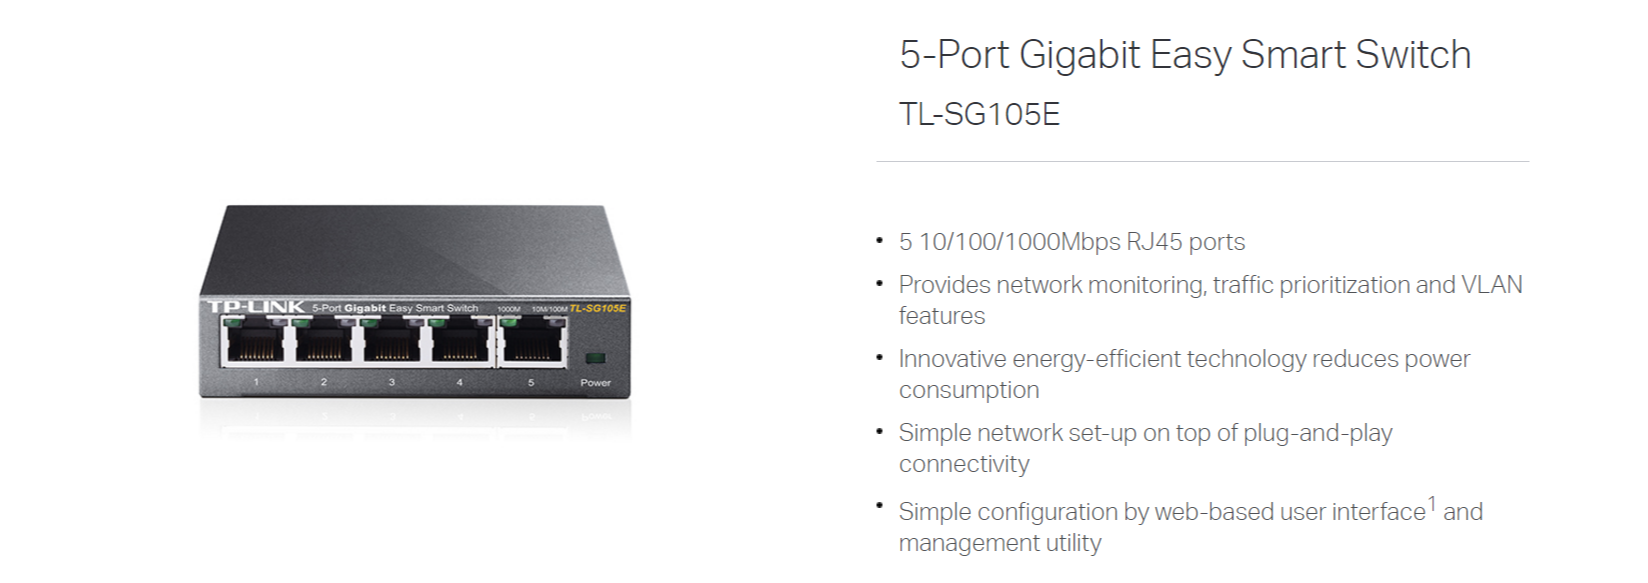 5-Port Gigabit Easy Smart Switch
TL-SG105E
• 5 10/100/1000Mbps RJ45 ports
• Provides network monitoring, traffic prioritization and VLAN
features
• Innovative energy-efficient technology reduces power
consumption
• Simple network set-up on top of plug-and-play
connectivity
• Simple configuration by web-based user interface1 and
management utility
TP-LINK 5-Port Gigabit Easy Smart Switch 1000M 10M/100M TL-SG105E
1 2 3 4 5 Power